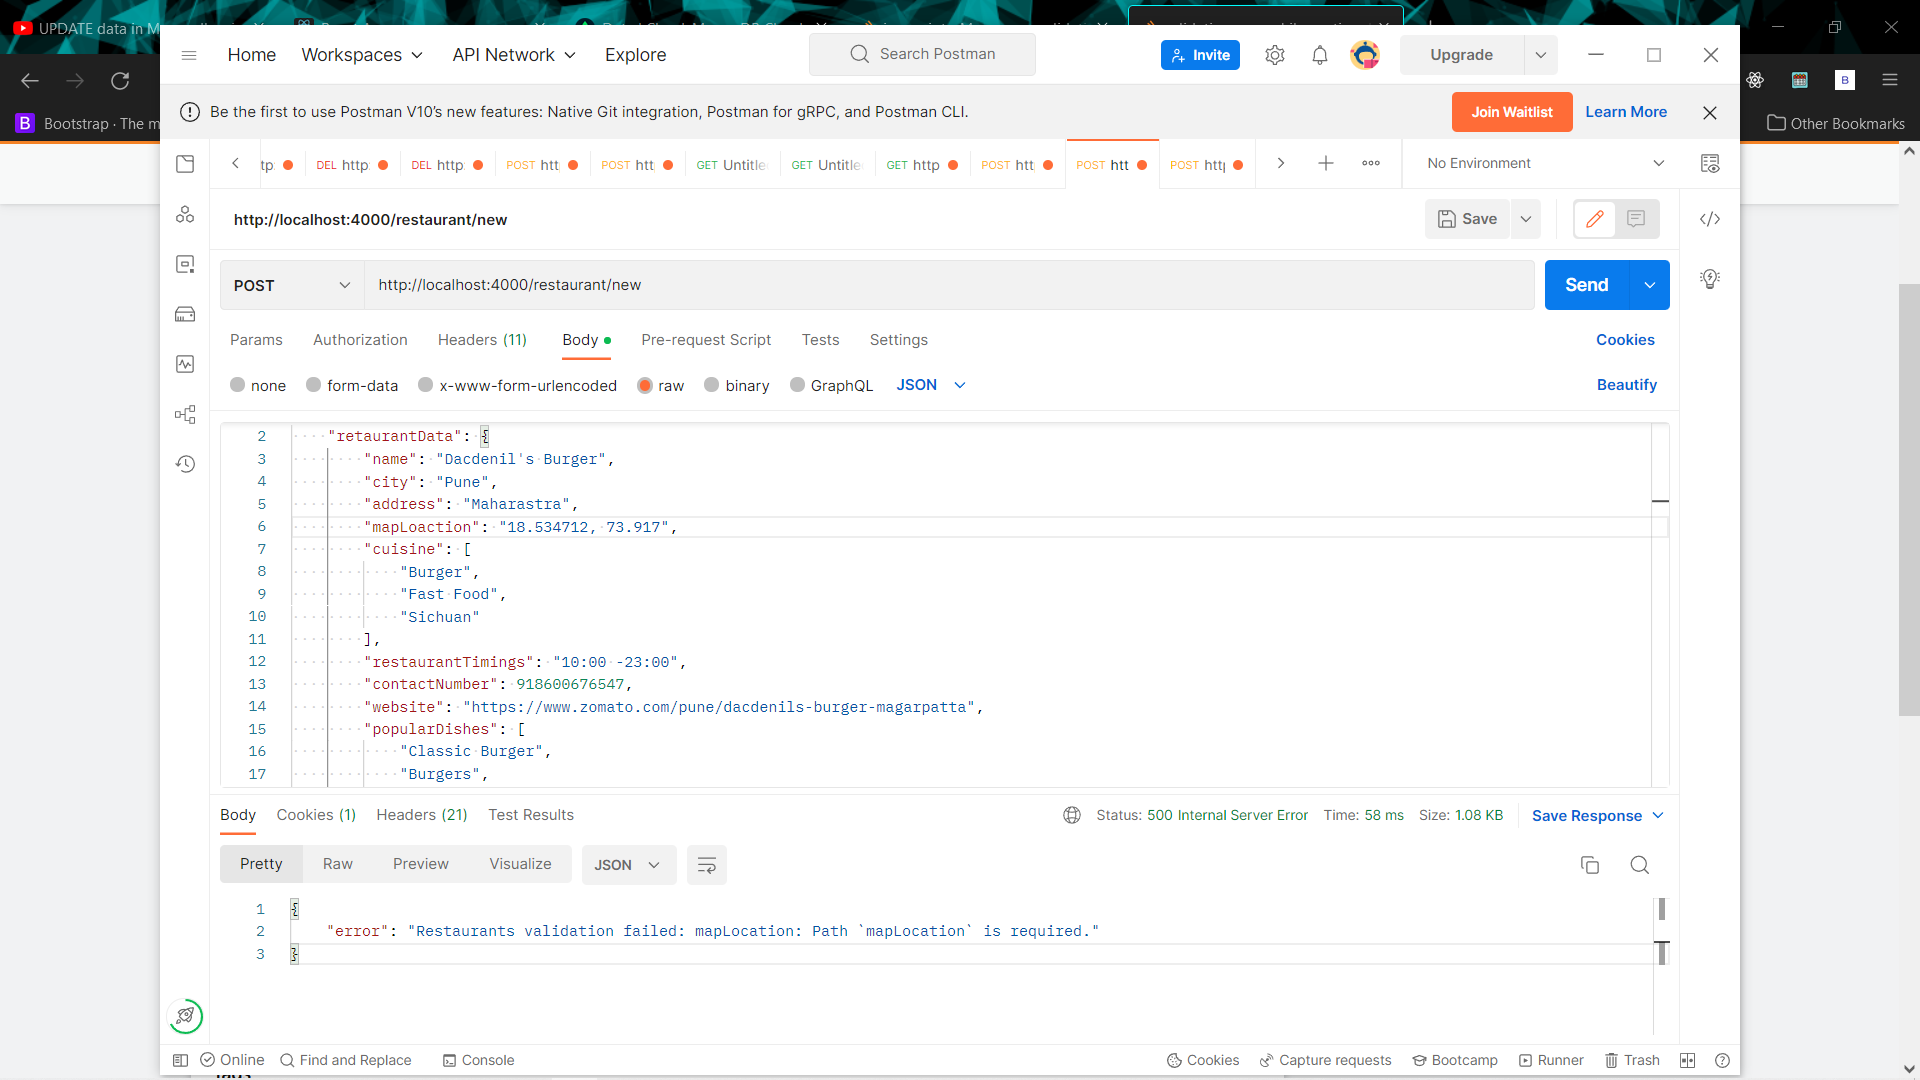 UPDATE data in M
Home
Workspaces
API Network
Explore
Search Postman
Invite
Upgrade
Bootstrap · The m
Other Bookmarks
Be the first to use Postman V10's new features: Native Git integration, Postman for gRPC, and Postman CLI.
Join Waitlist
Learn More
DEL http
DEL http
POST htt
POST htt
GET Untitle
GET Untitle
GET http
POST htt
POST htt
POST http
No Environment
http://localhost:4000/restaurant/new
Save
POST
http://localhost:4000/restaurant/new
Send
Params
Authorization
Headers (11)
Body
Pre-request Script
Tests
Settings
Cookies
none
form-data
x-www-form-urlencoded
raw
binary
GraphQL
JSON
Beautify
2 "retaurantData": {
3 "name": "Dacdenil's Burger",
4 "city": "Pune",
5 "address": "Maharastra",
6 "mapLoaction": "18.534712, 73.917",
7 "cuisine": [
8 "Burger",
9 "Fast Food",
10 "Sichuan"
11 ],
12 "restaurantTimings": "10:00 -23:00",
13 "contactNumber": 918600676547,
14 "website": "https://www.zomato.com/pune/dacdenils-burger-magarpatta",
15 "popularDishes": [
16 "Classic Burger",
17 "Burgers",
Body
Cookies (1)
Headers (21)
Test Results
Status: 500 Internal Server Error
Time: 58 ms
Size: 1.08 KB
Save Response
Pretty
Raw
Preview
Visualize
JSON
1 {
2 "error": "Restaurants validation failed: mapLocation: Path `mapLocation` is required."
3 }
Online
Find and Replace
Console
Cookies
Capture requests
Bootcamp
Runner
Trash